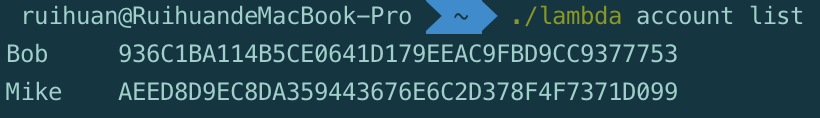 ruihuan@RuihuandeMacBook-Pro ~ ./lambda account list
Bob 936C1BA114B5CE0641D179EEAC9FBD9CC9377753
Mike AEED8D9EC8DA359443676E6C2D378F4F7371D099